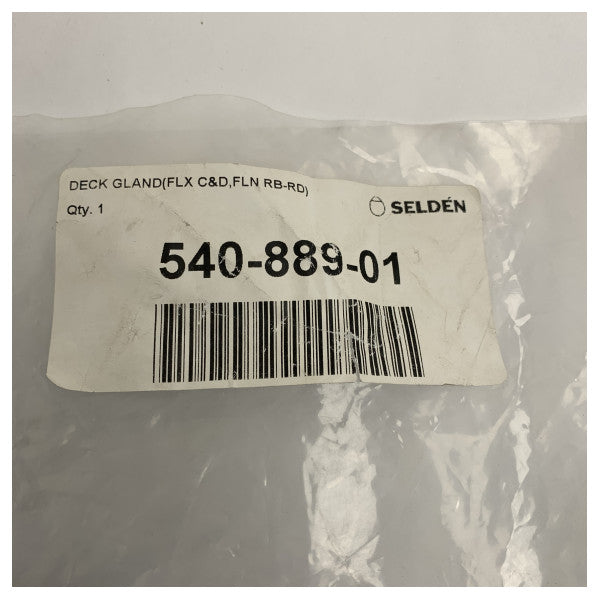 DECK GLAND(FLX C&D,FLN RB-RD)
Qty. 1
SELDÉN
540-889-01